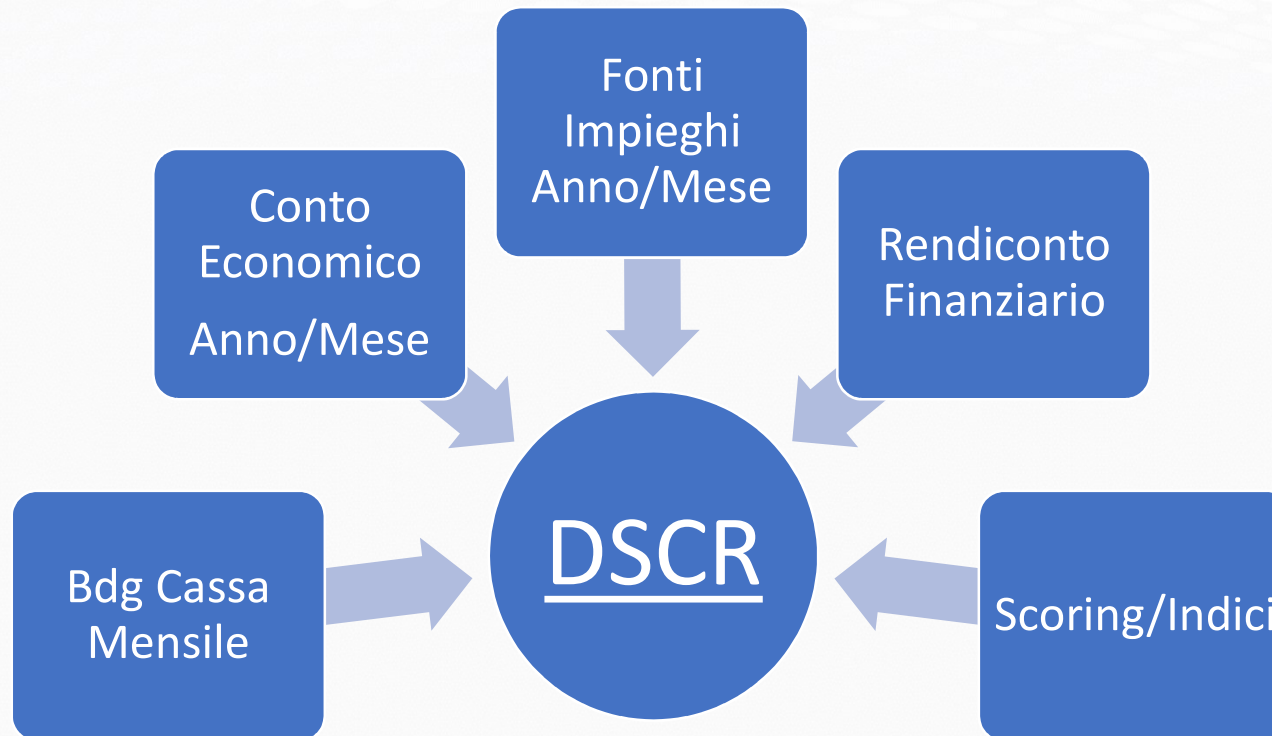 Fonti
Impieghi
Anno/Mese
Conto
Economico
Anno/Mese
Rendiconto
Finanziario
DSCR
Bdg Cassa
Mensile
Scoring/Indici